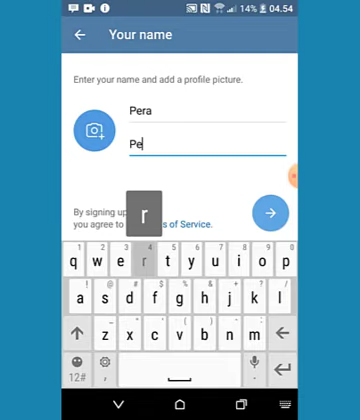 14% 04.54
Your name
Enter your name and add a profile picture.
Pera
Pe
r
By signing up
you agree to s of Service.
1 2 3 4 5 6 7 8 9 0
q w e r t y u i o p
a s d f g h j k l
z x c v b n m
12# , .